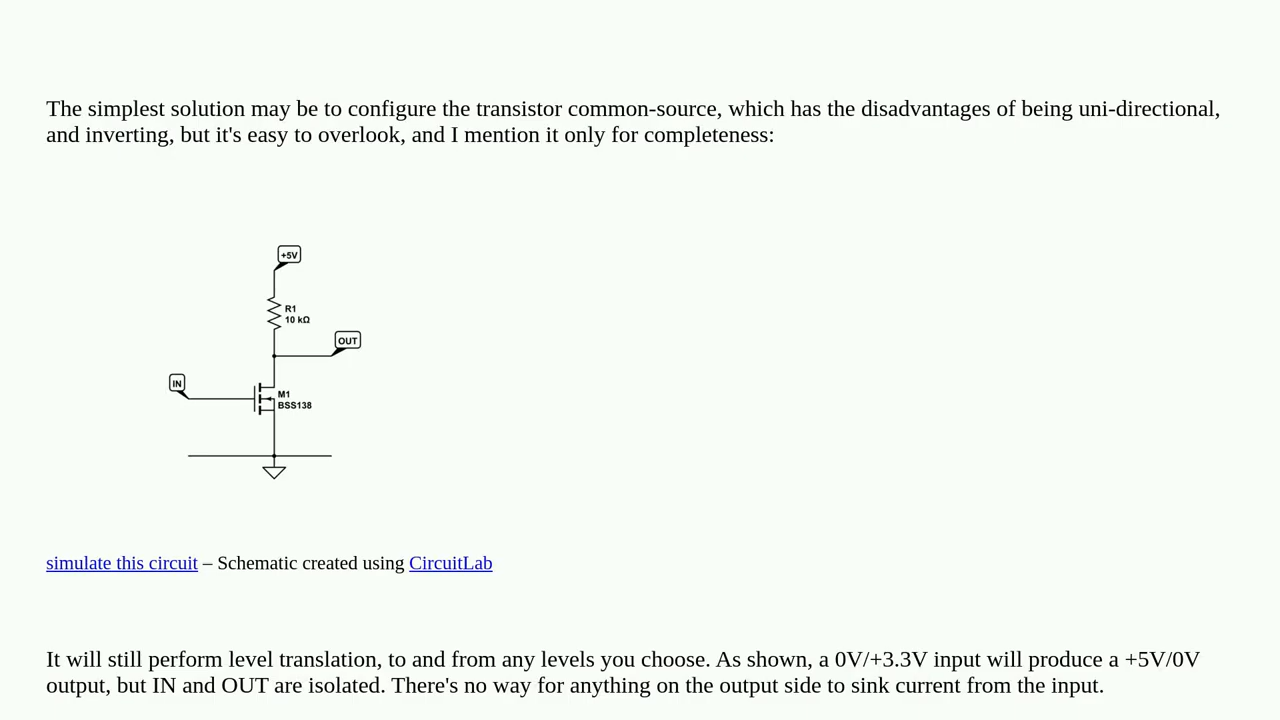 The simplest solution may be to configure the transistor common-source, which has the disadvantages of being uni-directional,
and inverting, but it's easy to overlook, and I mention it only for completeness:
+5V
R1
10 kΩ
OUT
IN
M1
BSS138
simulate this circuit – Schematic created using CircuitLab
It will still perform level translation, to and from any levels you choose. As shown, a 0V/+3.3V input will produce a +5V/0V
output, but IN and OUT are isolated. There's no way for anything on the output side to sink current from the input.